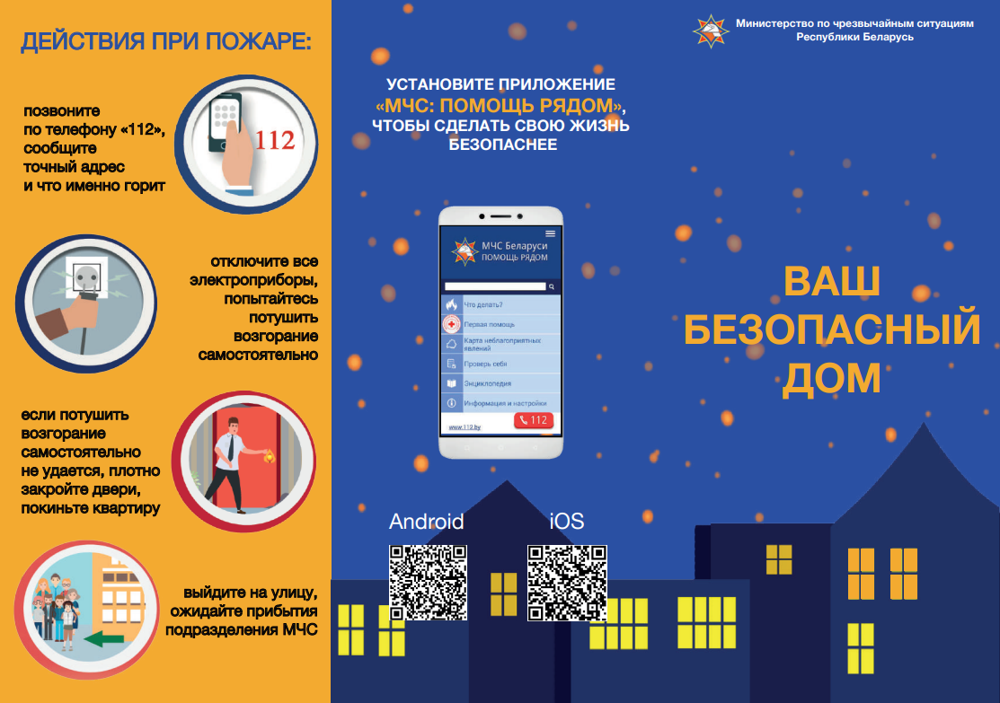 ДЕЙСТВИЯ ПРИ ПОЖАРЕ:
позвоните
по телефону «112»,
сообщите
точный адрес
и что именно горит
112
отключите все
электроприборы,
попытайтесь
потушить
возгорание
самостоятельно
если потушить
возгорание
самостоятельно
не удается, плотно
закройте двери,
покиньте квартиру
выйдите на улицу,
ожидайте прибытия
подразделения МЧС
УСТАНОВИТЕ ПРИЛОЖЕНИЕ
«МЧС: ПОМОЩЬ РЯДОМ»,
ЧТОБЫ СДЕЛАТЬ СВОЮ ЖИЗНЬ
БЕЗОПАСНЕЕ
МЧС Беларуси
ПОМОЩЬ РЯДОМ
Что делать?
Первая помощь
Карта неблагоприятных
явлений
Проверь себя
Энциклопедия
Информация и настройки
www.112.by
112
Android
iOS
Министерство по чрезвычайным ситуациям
Республики Беларусь
ВАШ
БЕЗОПАСНЫЙ
ДОМ